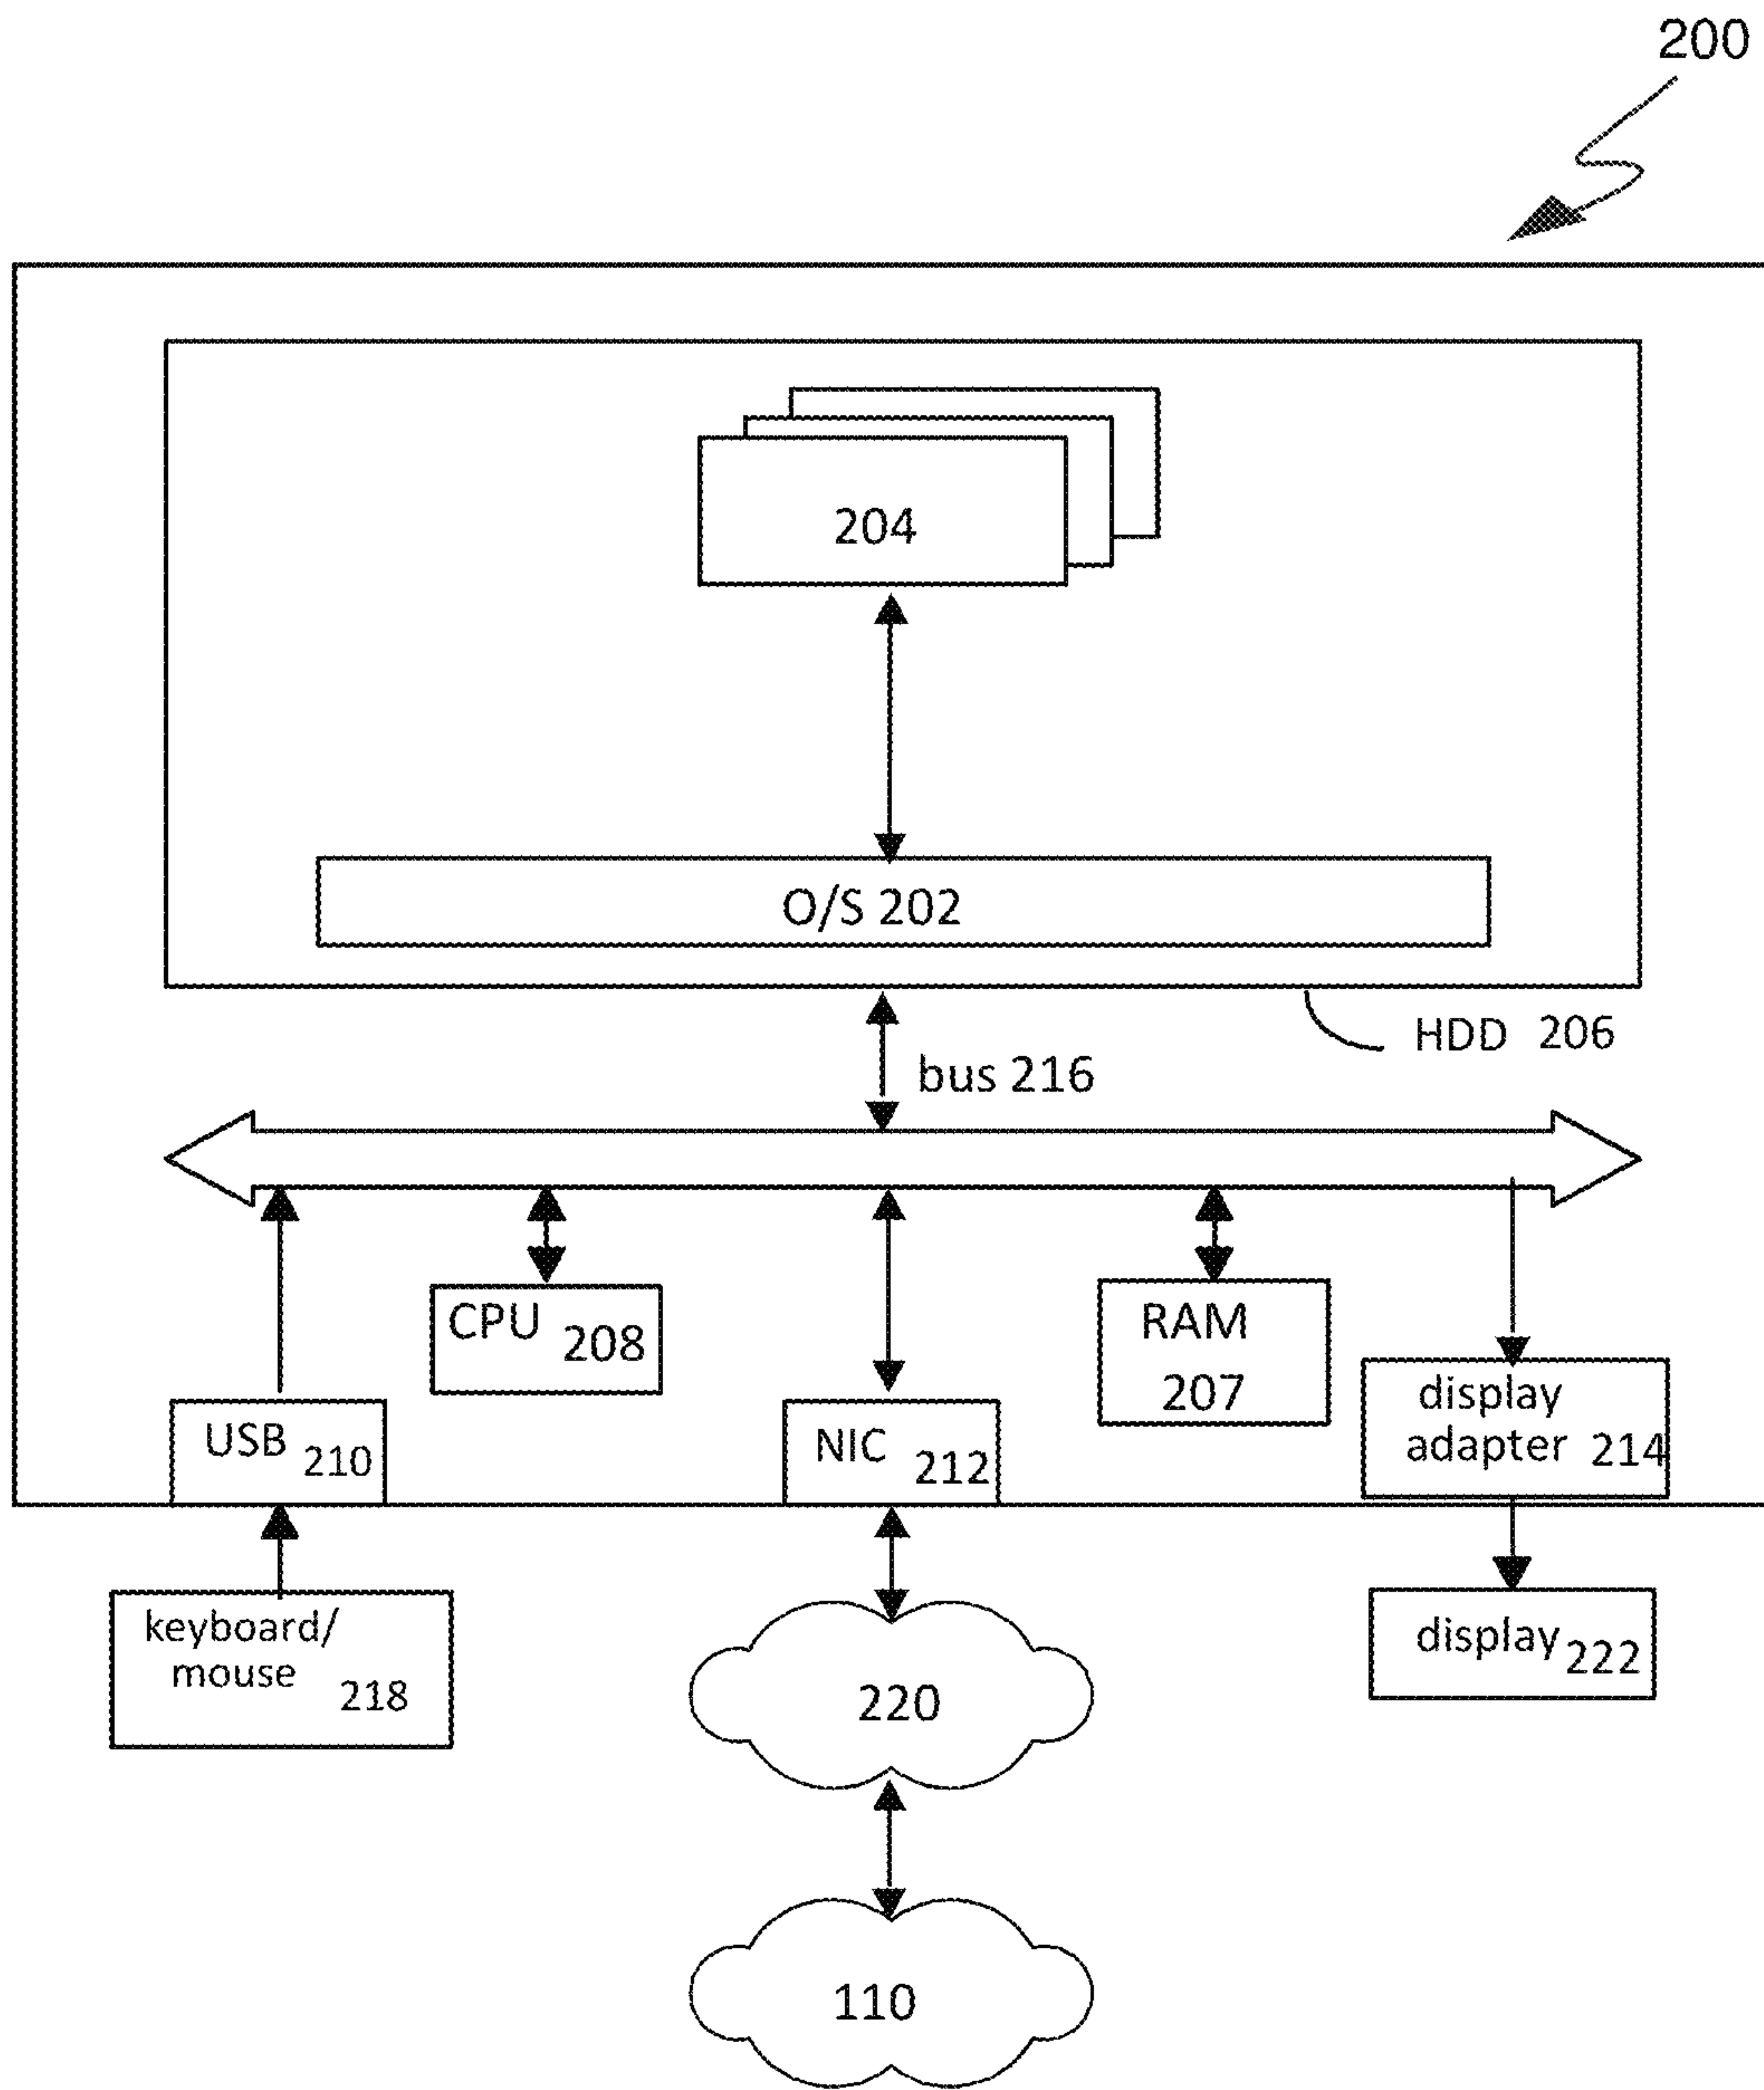 200
204
O/S 202
HDD 206
bus 216
CPU 208
RAM
207
USB 210
NIC 212
display
adapter 214
keyboard/
mouse 218
220
display 222
110